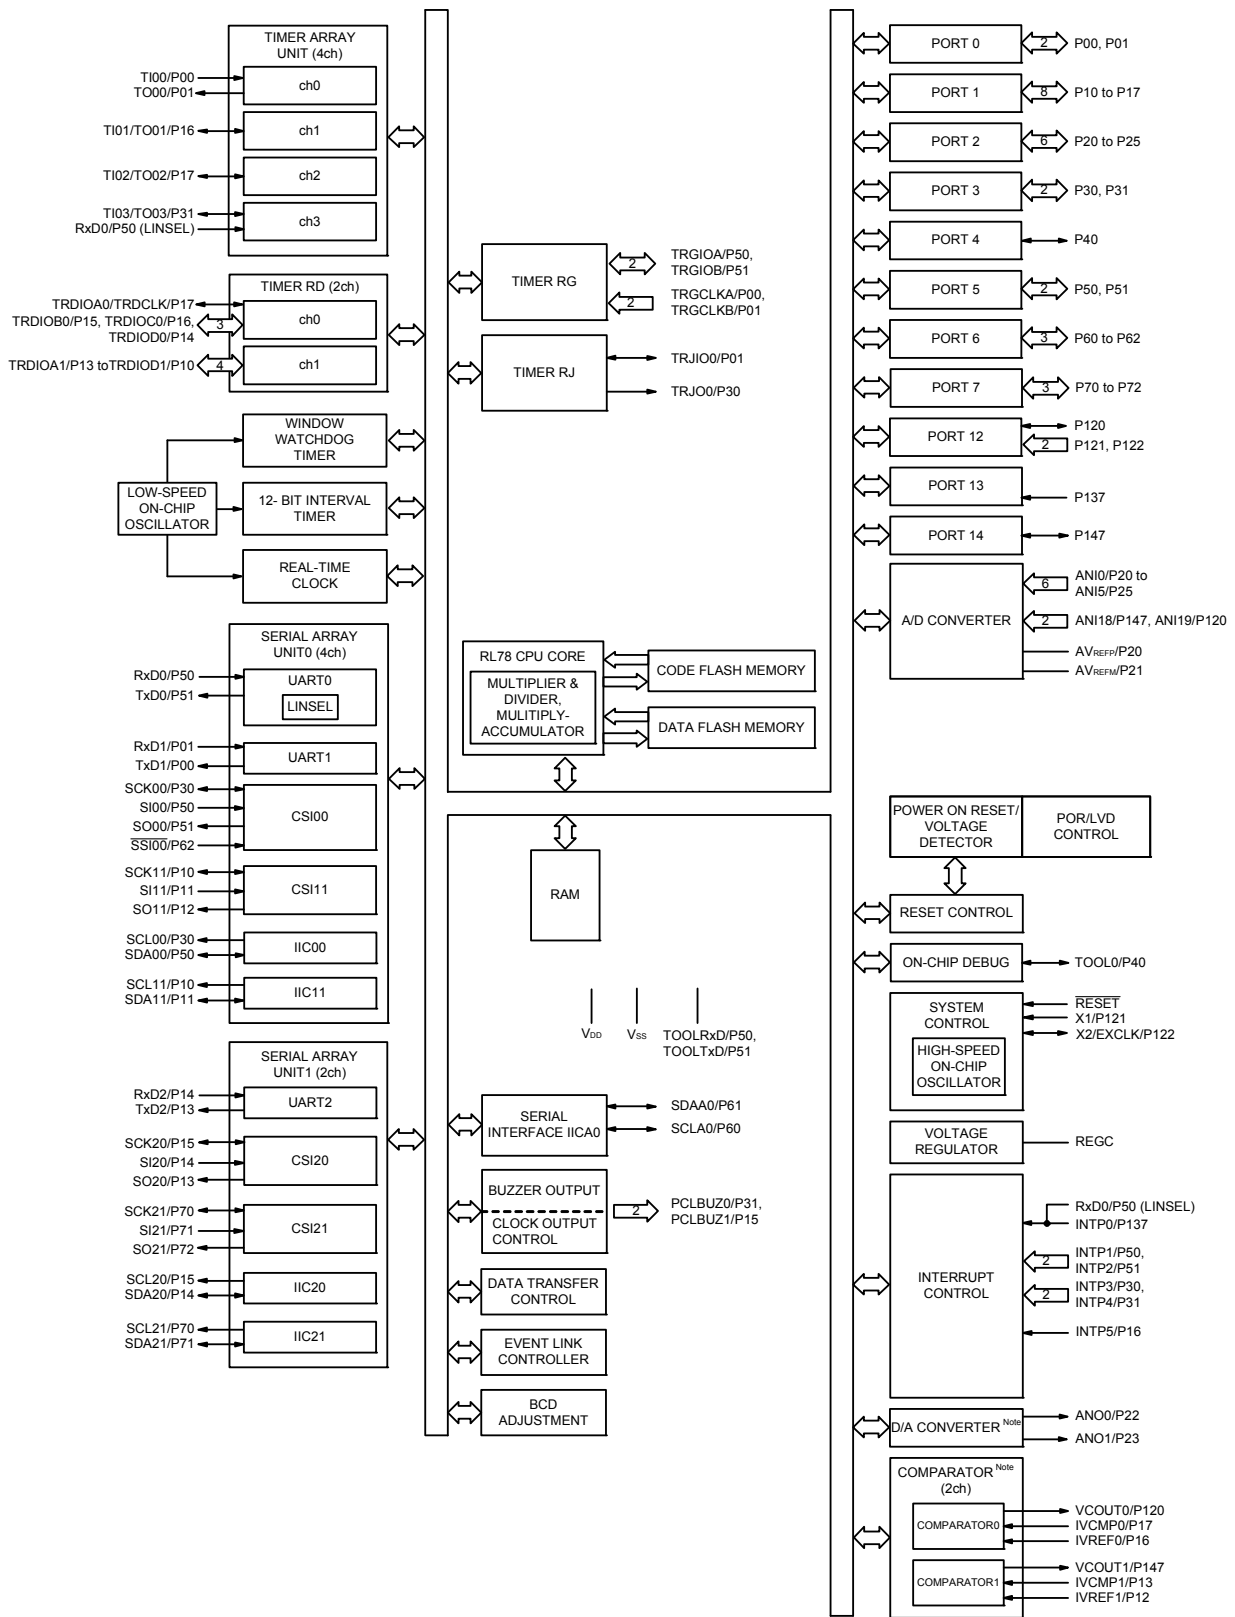 TIMER ARRAY
UNIT (4ch)
TI00/P00
TO00/P01
ch0
TI01/TO01/P16
ch1
TI02/TO02/P17
ch2
TI03/TO03/P31
RxD0/P50 (LINSEL)
ch3
TIMER RD (2ch)
TRDIOA0/TRDCLK/P17
TRDIOB0/P15, TRDIOC0/P16,
TRDIOD0/P14
3
ch0
TRDIOA1/P13 toTRDIOD1/P10
4
ch1
WINDOW
WATCHDOG
TIMER
LOW-SPEED
ON-CHIP
OSCILLATOR
12- BIT INTERVAL
TIMER
REAL-TIME
CLOCK
SERIAL ARRAY
UNIT0 (4ch)
RxD0/P50
TxD0/P51
UART0
LINSEL
RxD1/P01
TxD1/P00
UART1
SCK00/P30
SI00/P50
SO00/P51
SSI00/P62
CSI00
SCK11/P10
SI11/P11
SO11/P12
CSI11
SCL00/P30
SDA00/P50
IIC00
SCL11/P10
SDA11/P11
IIC11
SERIAL ARRAY
UNIT1 (2ch)
RxD2/P14
TxD2/P13
UART2
SCK20/P15
SI20/P14
SO20/P13
CSI20
SCK21/P70
SI21/P71
SO21/P72
CSI21
SCL20/P15
SDA20/P14
IIC20
SCL21/P70
SDA21/P71
IIC21
TIMER RG
2
TRGIOA/P50,
TRGIOB/P51
2
TRGCLKA/P00,
TRGCLKB/P01
TIMER RJ
TRJIO0/P01
TRJO0/P30
RL78 CPU CORE
MULTIPLIER &
DIVIDER,
MULITIPLY-
ACCUMULATOR
CODE FLASH MEMORY
DATA FLASH MEMORY
RAM
VDD
VSS
TOOLRxD/P50,
TOOLTxD/P51
SERIAL
INTERFACE IICA0
SDAA0/P61
SCLA0/P60
BUZZER OUTPUT
CLOCK OUTPUT
CONTROL
2
PCLBUZ0/P31,
PCLBUZ1/P15
DATA TRANSFER
CONTROL
EVENT LINK
CONTROLLER
BCD
ADJUSTMENT
PORT 0
2
P00, P01
PORT 1
8
P10 to P17
PORT 2
6
P20 to P25
PORT 3
2
P30, P31
PORT 4
P40
PORT 5
2
P50, P51
PORT 6
3
P60 to P62
PORT 7
3
P70 to P72
PORT 12
P120
2
P121, P122
PORT 13
P137
PORT 14
P147
A/D CONVERTER
6
ANI0/P20 to
ANI5/P25
2
ANI18/P147, ANI19/P120
AVREFP/P20
AVREFM/P21
POWER ON RESET/
VOLTAGE
DETECTOR
POR/LVD
CONTROL
RESET CONTROL
ON-CHIP DEBUG
TOOL0/P40
SYSTEM
CONTROL
HIGH-SPEED
ON-CHIP
OSCILLATOR
RESET
X1/P121
X2/EXCLK/P122
VOLTAGE
REGULATOR
REGC
INTERRUPT
CONTROL
RxD0/P50 (LINSEL)
INTP0/P137
2
INTP1/P50,
INTP2/P51
2
INTP3/P30,
INTP4/P31
INTP5/P16
D/A CONVERTER Note
ANO0/P22
ANO1/P23
COMPARATOR Note
(2ch)
COMPARATOR0
VCOUT0/P120
IVCMP0/P17
IVREF0/P16
COMPARATOR1
VCOUT1/P147
IVCMP1/P13
IVREF1/P12